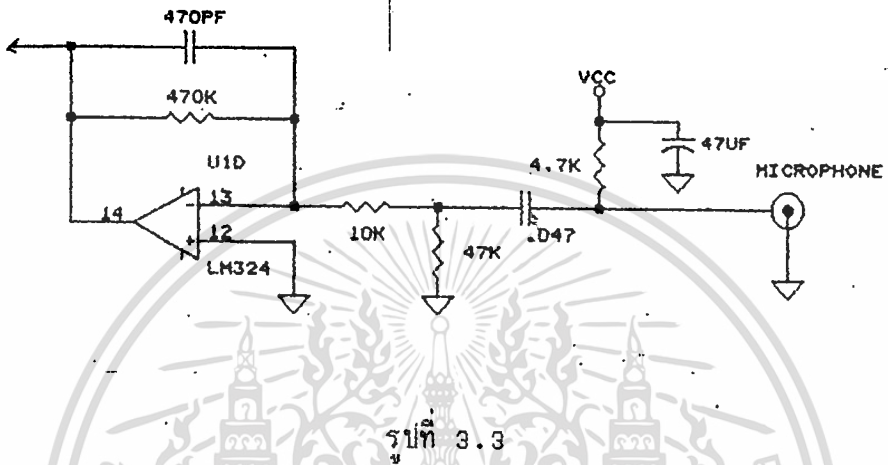 470PF
470K
VCC
47UF
U1D
4.7K
MICROPHONE
13
14
12
10K
.047
47K
LM324
รูปที่ 3.3